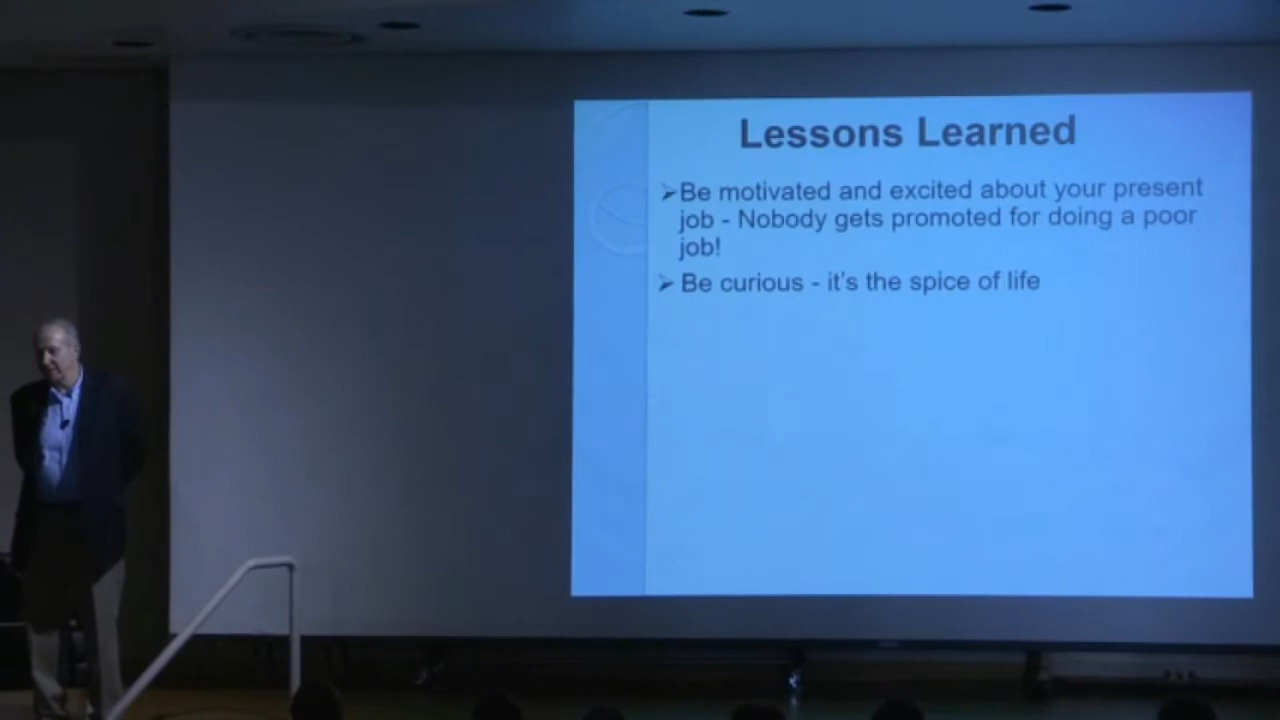 Lessons Learned
➢Be motivated and excited about your present
job - Nobody gets promoted for doing a poor
job!
➢ Be curious - it's the spice of life